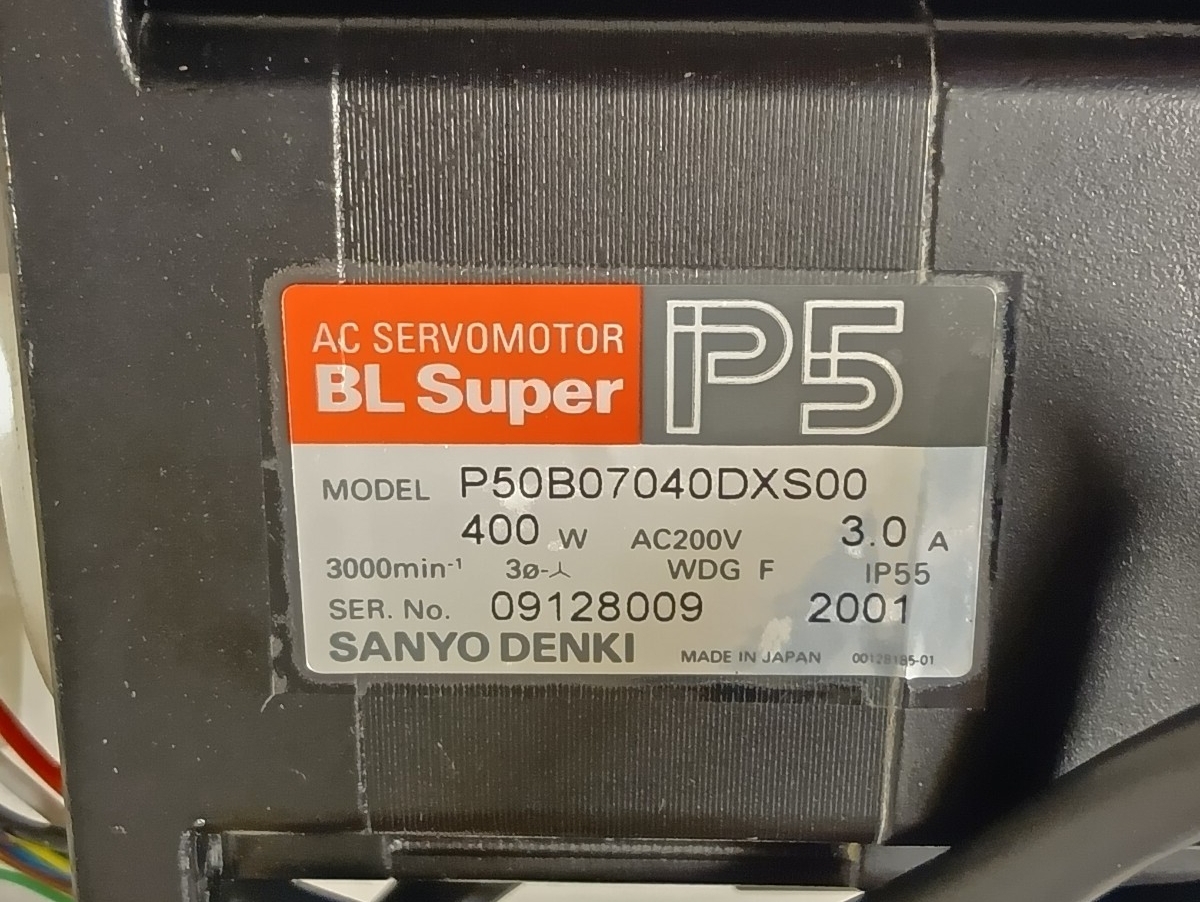 AC SERVOMOTOR
BL Super
P5
MODEL P50B07040DXS00
400 W AC200V 3.0 A
3000min⁻¹ 3ø-⅄ WDG F IP55
SER. No. 09128009 2001
SANYO DENKI MADE IN JAPAN 00128185-01